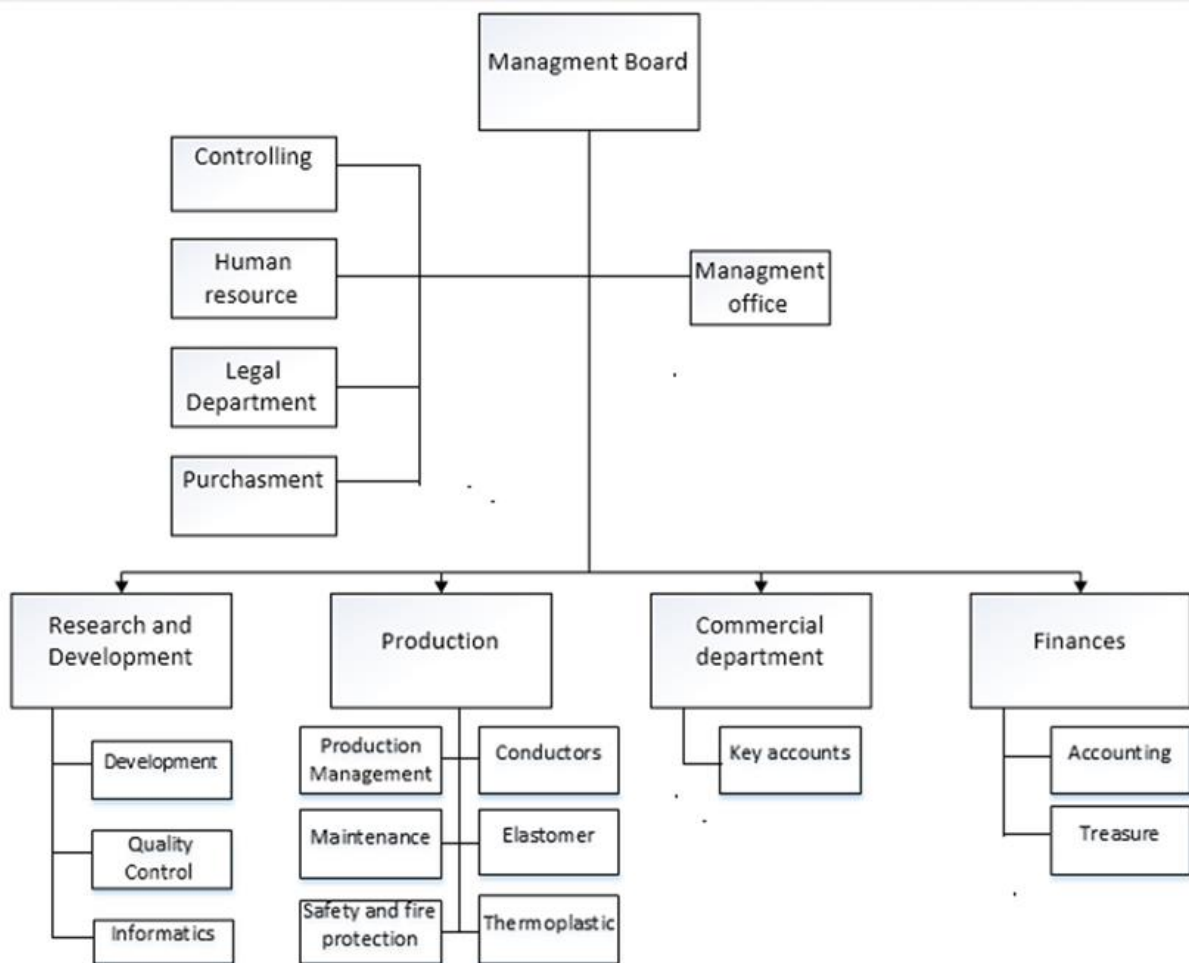 Managment Board
Controlling
Human
resource
Managment
office
Legal
Department
Purchasment
Research and
Development
Production
Commercial
department
Finances
Development
Quality
Control
Informatics
Production
Management
Maintenance
Safety and fire
protection
Conductors
Elastomer
Thermoplastic
Key accounts
Accounting
Treasure